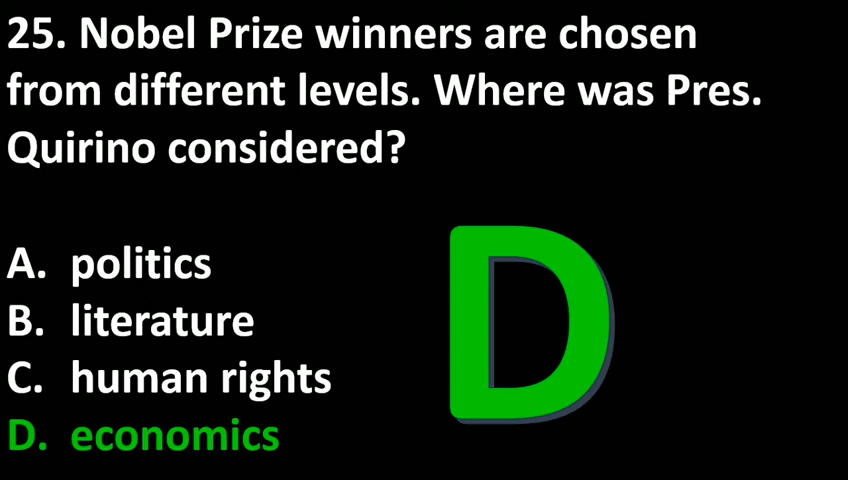 25. Nobel Prize winners are chosen
from different levels. Where was Pres.
Quirino considered?
A. politics
B. literature
C. human rights
D. economics
D